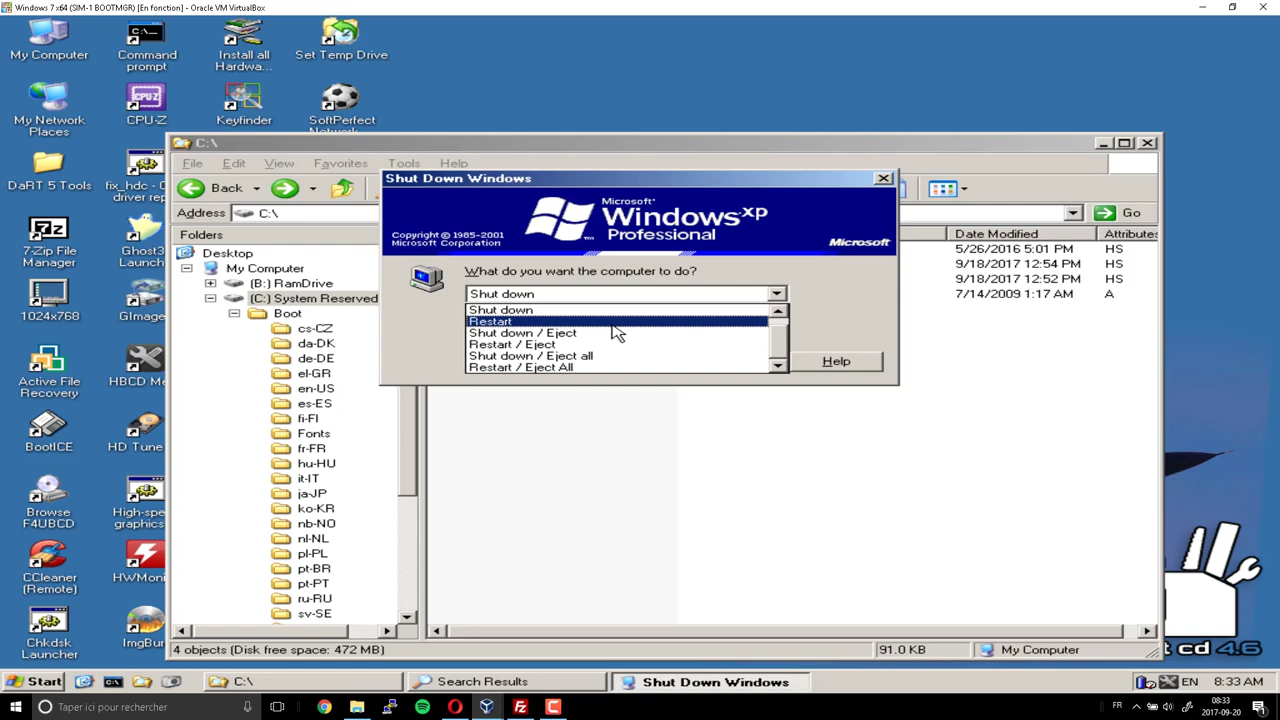 Windows 7 x64 (SIM-1 BOOTMGR) [En fonction] - Oracle VM VirtualBox
My Computer
Command
prompt
Install all
Hardwa...
Set Temp Drive
My Network
Places
CPU-Z
Keyfinder
SoftPerfect
DaRT 5 Tools
fix_hdc - 
driver rep
7-Zip File
Manager
Ghost3
Launch
1024x768
GImage
Active File
Recovery
HBCD Me
BootICE
HD Tune
Browse
F4UBCD
High-spe
graphics
CCleaner
(Remote)
HWMoni
Chkdsk
Launcher
ImgBur
C:\
File Edit View Favorites Tools Help
Back
Address C:\ Go
Folders
Desktop
My Computer
(B:) RamDrive
(C:) System Reserved
Boot
cs-CZ
da-DK
de-DE
el-GR
en-US
es-ES
fi-FI
Fonts
fr-FR
hu-HU
it-IT
ja-JP
ko-KR
nb-NO
nl-NL
pl-PL
pt-BR
pt-PT
ru-RU
sv-SE
Date Modified Attributes
5/26/2016 5:01 PM HS
9/18/2017 12:54 PM HS
9/18/2017 12:52 PM HS
7/14/2009 1:17 AM A
Shut Down Windows
Microsoft
Windows xp
Professional
Copyright © 1985-2001
Microsoft Corporation
Microsoft
What do you want the computer to do?
Shut down
Shut down
Restart
Shut down / Eject
Restart / Eject
Shut down / Eject all
Restart / Eject All
Help
4 objects (Disk free space: 472 MB) 91.0 KB My Computer
t cd 4.6
Start C:\ Search Results Shut Down Windows EN 8:33 AM
Taper ici pour rechercher
FR
08:33
2017-09-20